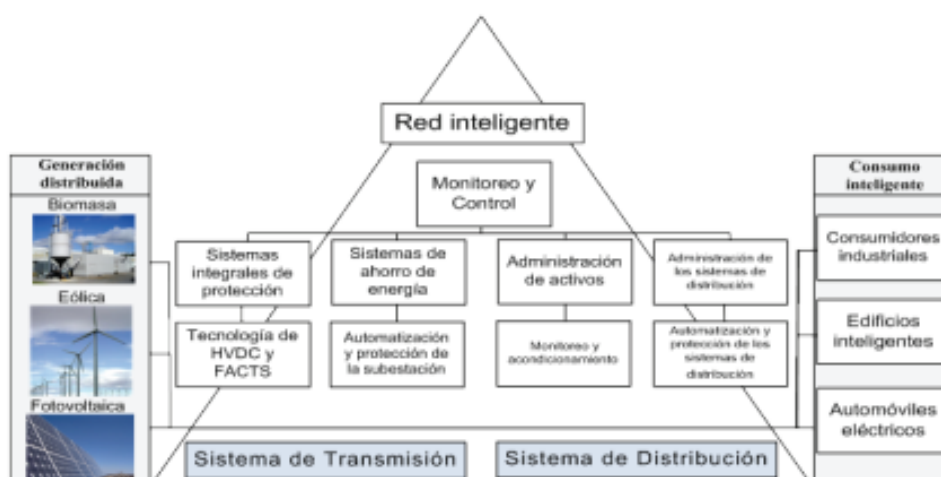 Red inteligente
Generación
distribuida
Biomasa
Eólica
Fotovoltaica
Monitoreo y
Control
Sistemas
integrales de
protección
Sistemas de
ahorro de
energía
Administración
de activos
Administración de
los sistemas de
distribución
Tecnología de
HVDC y
FACTS
Automatización
y protección de
la subestación
Monitoreo y
acondicionamiento
Automatización y
protección de los
sistemas de
distribución
Sistema de Transmisión
Sistema de Distribución
Consumo
inteligente
Consumidores
industriales
Edificios
inteligentes
Automóviles
eléctricos